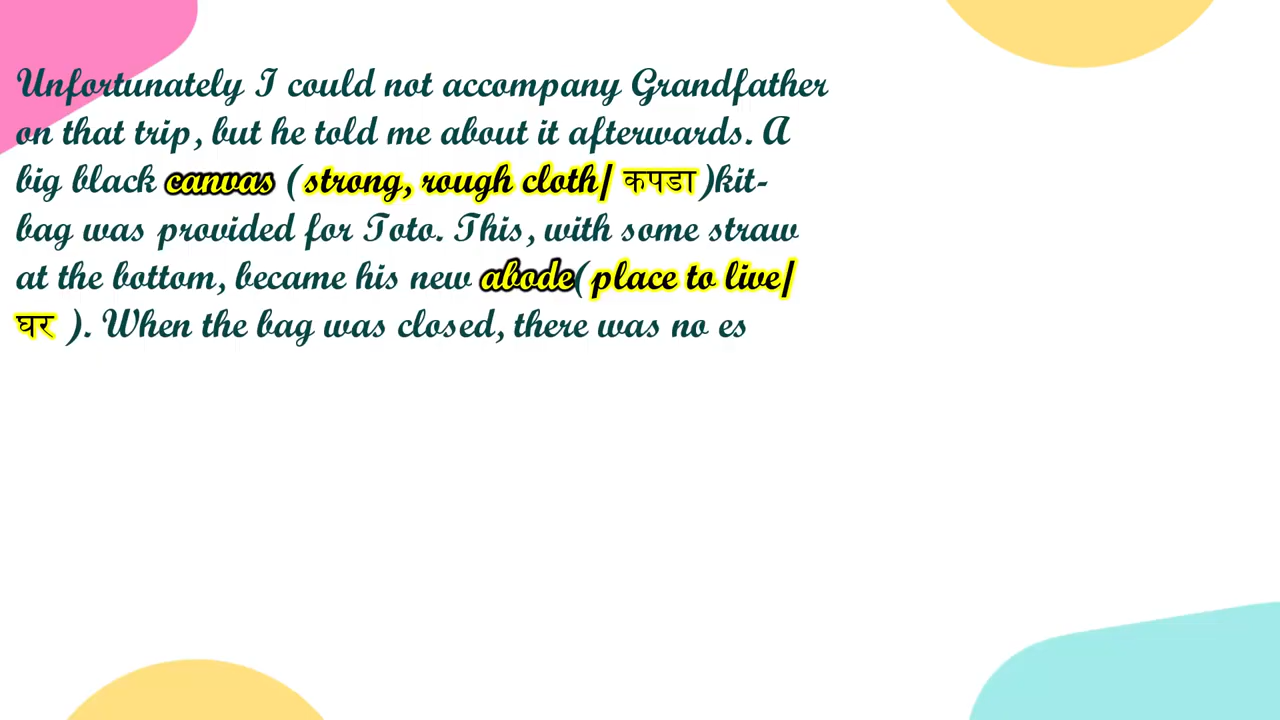 Unfortunately I could not accompany Grandfather
on that trip, but he told me about it afterwards. A
big black canvas ( strong, rough cloth/ कपडा )kit-
bag was provided for Toto. This, with some straw
at the bottom, became his new abode( place to live/
घर ). When the bag was closed, there was no es